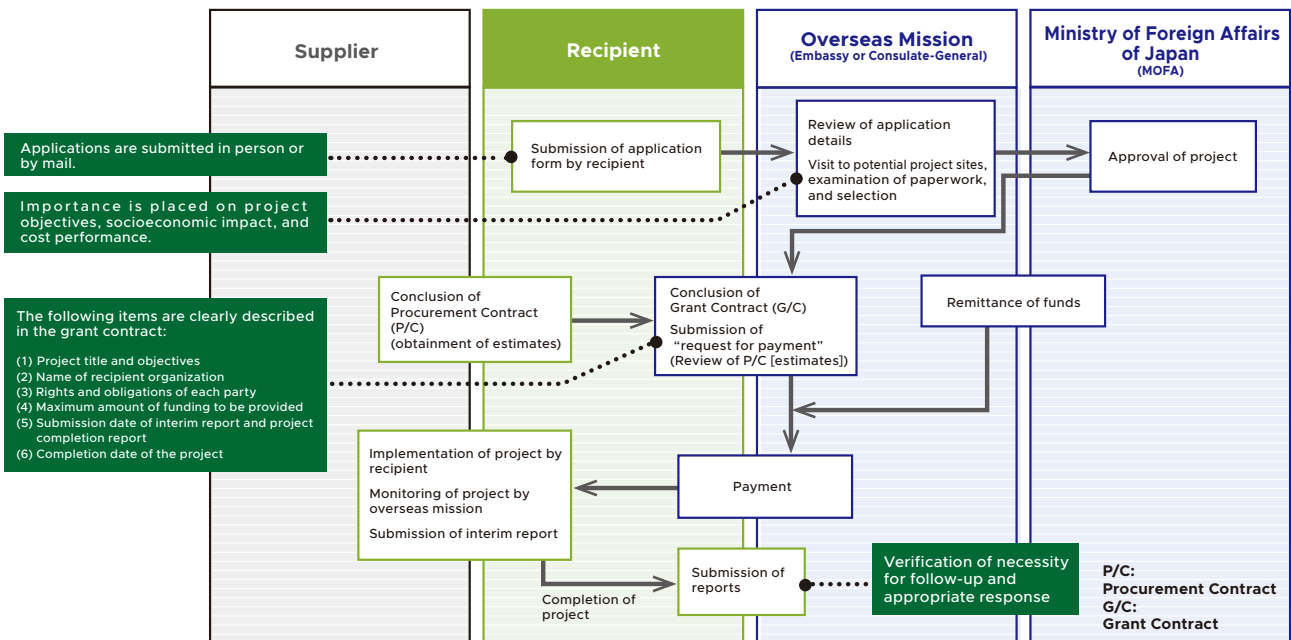 Supplier
Recipient
Overseas Mission
(Embassy or Consulate-General)
Ministry of Foreign Affairs
of Japan
(MOFA)
Applications are submitted in person or
by mail.
Submission of application
form by recipient
Review of application
details
Visit to potential project sites,
examination of paperwork,
and selection
Approval of project
Importance is placed on project
objectives, socioeconomic impact, and
cost performance.
The following items are clearly described
in the grant contract:
(1) Project title and objectives
(2) Name of recipient organization
(3) Rights and obligations of each party
(4) Maximum amount of funding to be provided
(5) Submission date of interim report and project
completion report
(6) Completion date of the project
Conclusion of
Procurement Contract
(P/C)
(obtainment of estimates)
Conclusion of
Grant Contract (G/C)
Submission of
“request for payment”
(Review of P/C [estimates])
Remittance of funds
Implementation of project by
recipient
Monitoring of project by
overseas mission
Submission of interim report
Payment
Completion of
project
Submission of
reports
Verification of necessity
for follow-up and
appropriate response
P/C:
Procurement Contract
G/C:
Grant Contract